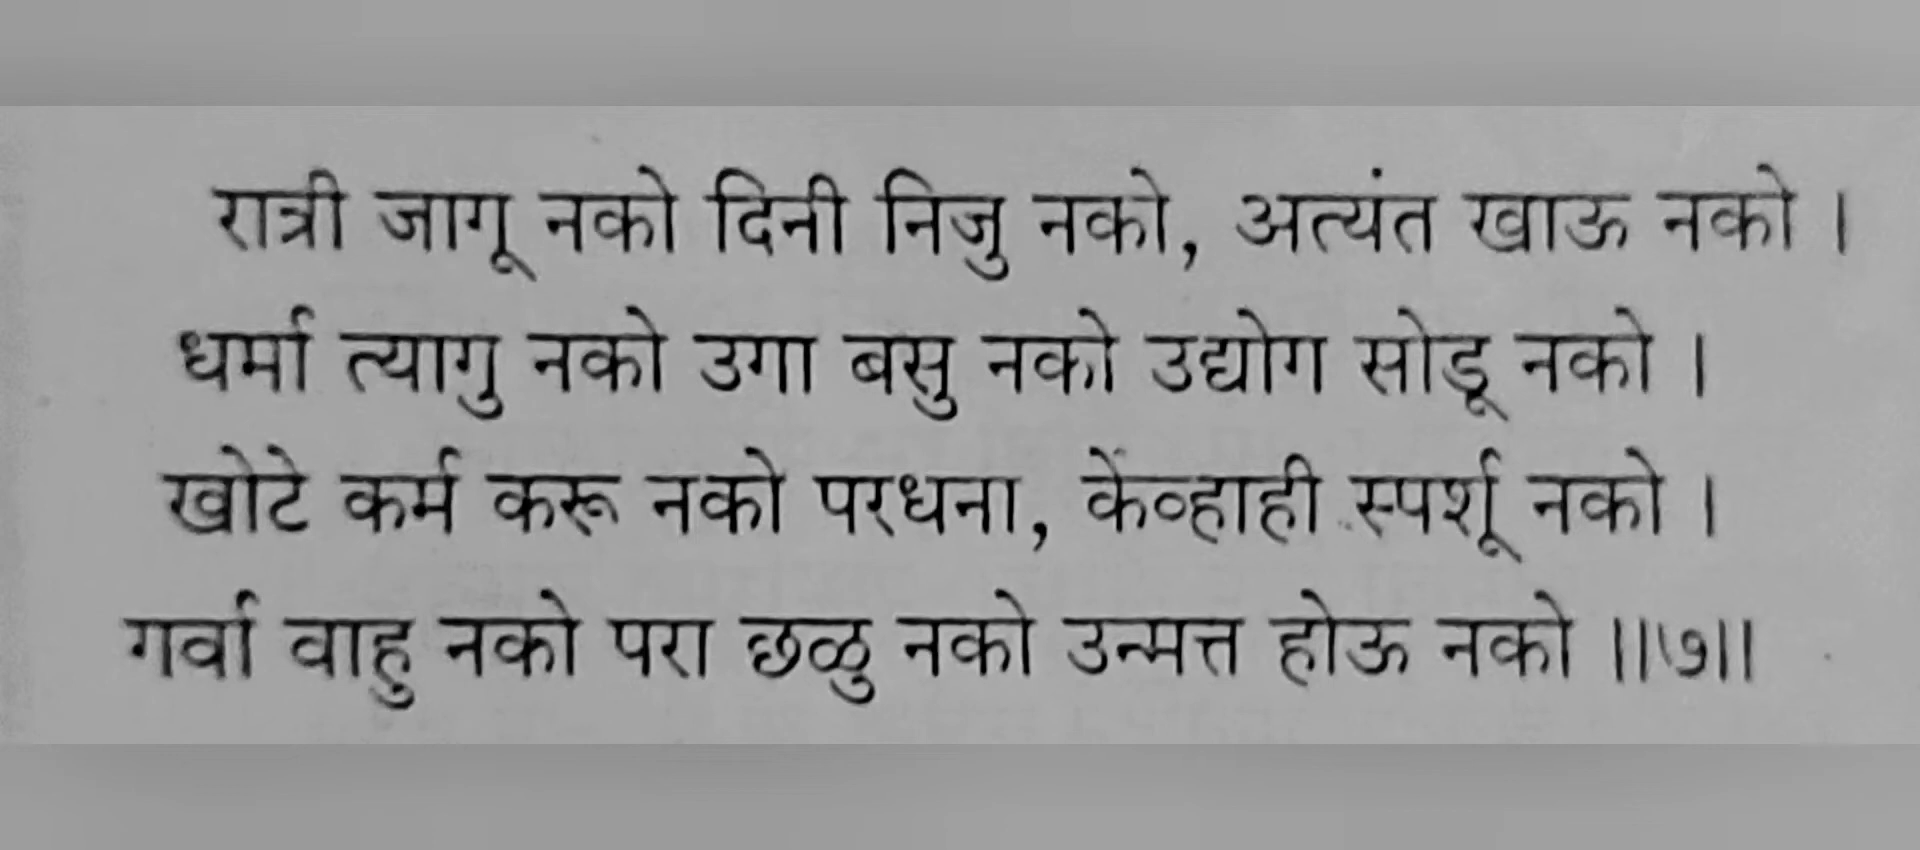 रात्री जागू नको दिनी निजु नको, अत्यंत खाऊ नको ।
धर्मा त्यागु नको उगा बसु नको उद्योग सोडू नको ।
खोटे कर्म करू नको परधना, केंव्हाही स्पर्शू नको ।
गर्वा वाहु नको परा छळु नको उन्मत्त होऊ नको ॥७॥